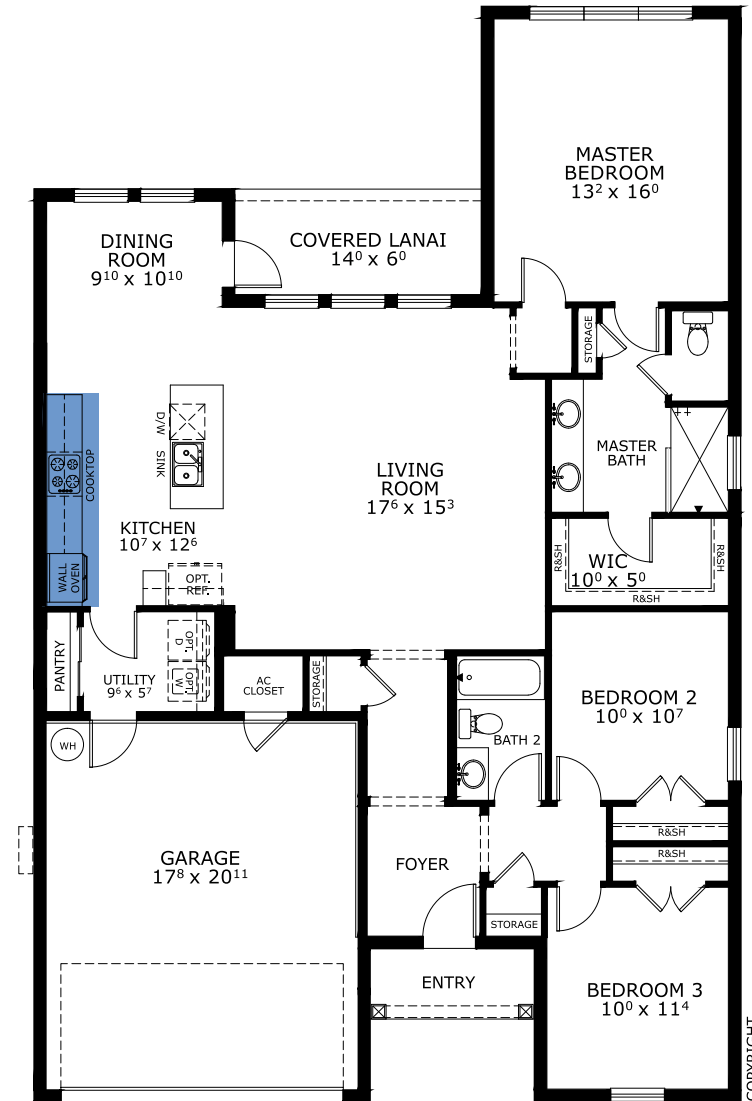 MASTER
BEDROOM
13² x 16⁰
DINING
ROOM
9¹⁰ x 10¹⁰
COVERED LANAI
14⁰ x 6⁰
STORAGE
D/W
SINK
COOKTOP
LIVING
ROOM
17⁶ x 15³
MASTER
BATH
KITCHEN
10⁷ x 12⁶
WALL
OVEN
OPT.
REF.
R&SH
WIC
10⁰ x 5⁰
R&SH
R&SH
PANTRY
UTILITY
9⁶ x 5⁷
OPT.
D
OPT.
W
AC
CLOSET
STORAGE
BEDROOM 2
10⁰ x 10⁷
WH
BATH 2
R&SH
R&SH
GARAGE
17⁸ x 20¹¹
FOYER
STORAGE
ENTRY
BEDROOM 3
10⁰ x 11⁴
COPYRIGHT